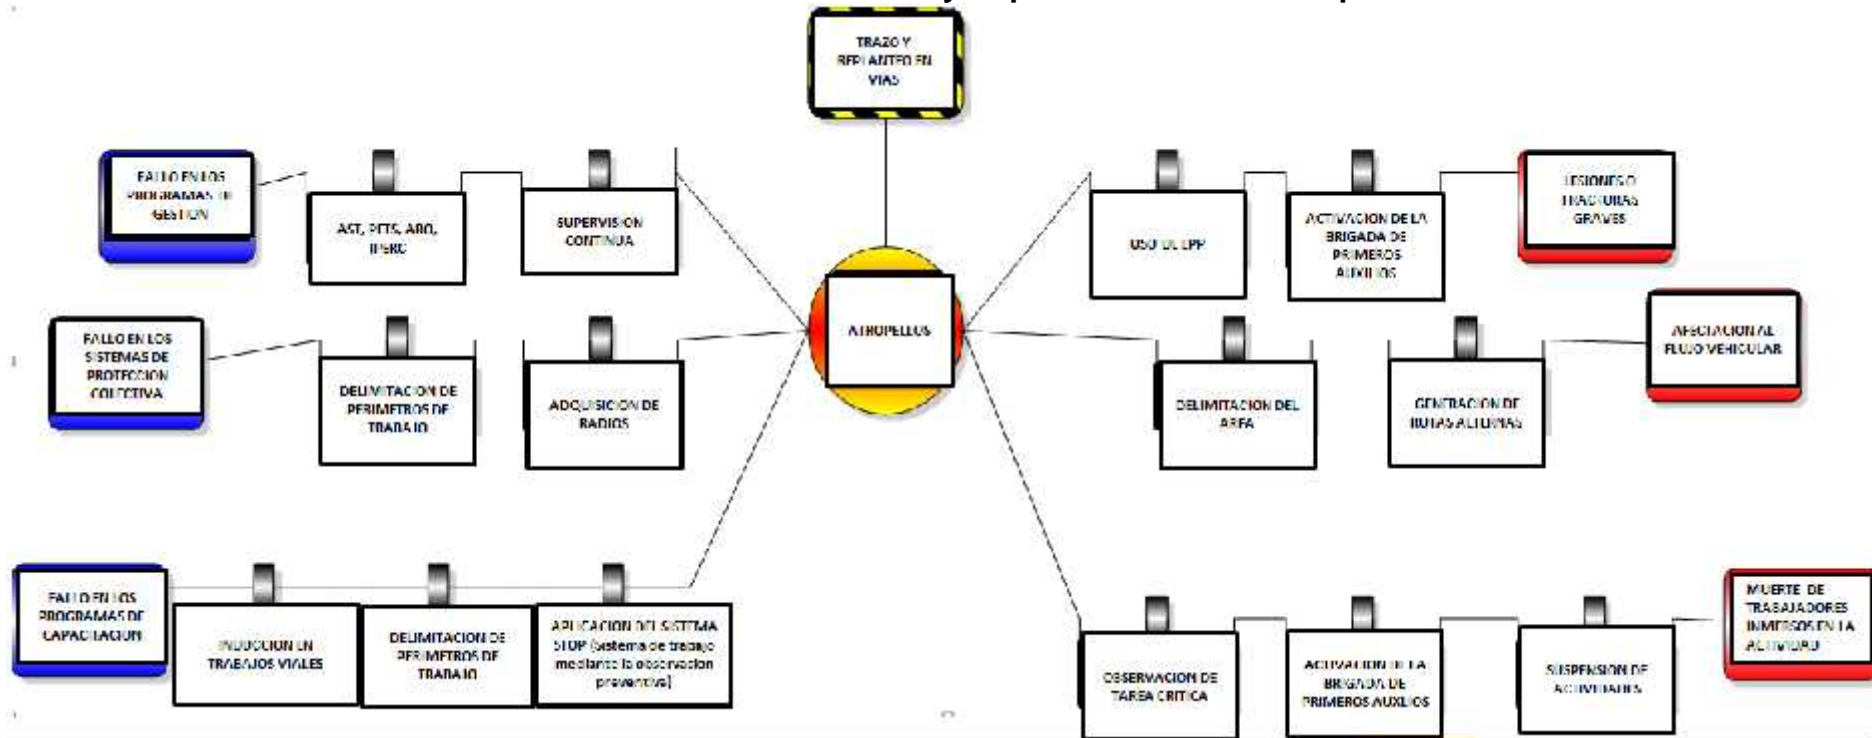 TRAZO Y
REPLANTEO EN
VIAS
FALLO EN LOS
PROGRAMAS DE
GESTION
AST, PETS, ARO,
IPERC
SUPERVISION
CONTINUA
USO DE EPP
ACTIVACION DE LA
BRIGADA DE
PRIMEROS
AUXILIOS
LESIONES O
FRACTURAS
GRAVES
FALLO EN LOS
SISTEMAS DE
PROTECCION
COLECTIVA
DELIMITACION DE
PERIMETROS DE
TRABAJO
ADQUISICION DE
RADIOS
ATROPELLOS
DELIMITACION DEL
AREA
GENERACION DE
RUTAS ALTERNAS
AFECTACION AL
FLUJO VEHICULAR
FALLO EN LOS
PROGRAMAS DE
CAPACITACION
INDUCCION EN
TRABAJOS VIALES
DELIMITACION DE
PERIMETROS DE
TRABAJO
APLICACION DEL SISTEMA
STOP (Sistema de trabajo
mediante la observacion
preventiva)
OBSERVACION DE
TAREA CRITICA
ACTIVACION DE LA
BRIGADA DE
PRIMEROS AUXLIOS
SUSPENSION DE
ACTIVIDADES
MUERTE DE
TRABAJADORES
INMERSOS EN LA
ACTIVIDAD